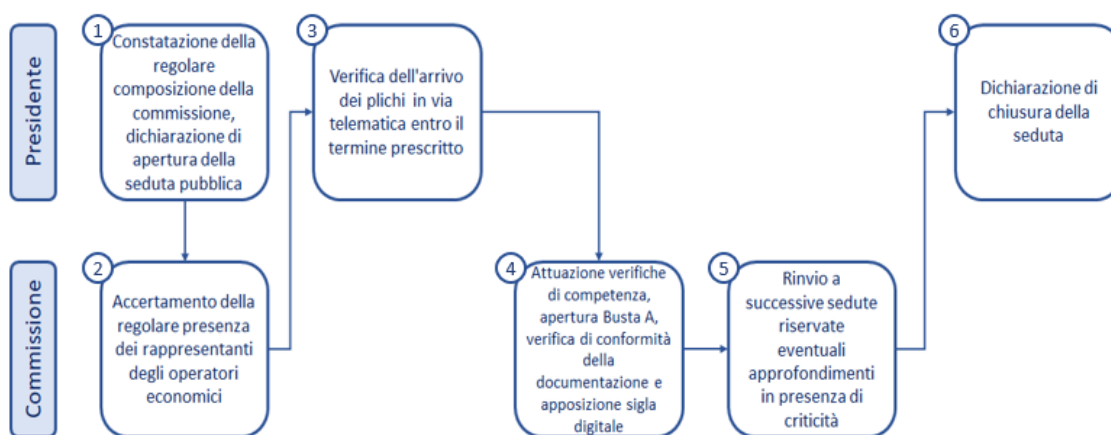 Presidente
1
Constatazione della
regolare
composizione della
commissione,
dichiarazione di
apertura della
seduta pubblica
3
Verifica dell'arrivo
dei plichi in via
telematica entro il
termine prescritto
6
Dichiarazione di
chiusura della
seduta
Commissione
2
Accertamento della
regolare presenza
dei rappresentanti
degli operatori
economici
4
Attuazione verifiche
di competenza,
apertura Busta A,
verifica di conformità
della
documentazione e
apposizione sigla
digitale
5
Rinvio a
successive sedute
riservate
eventuali
approfondimenti
in presenza di
criticità